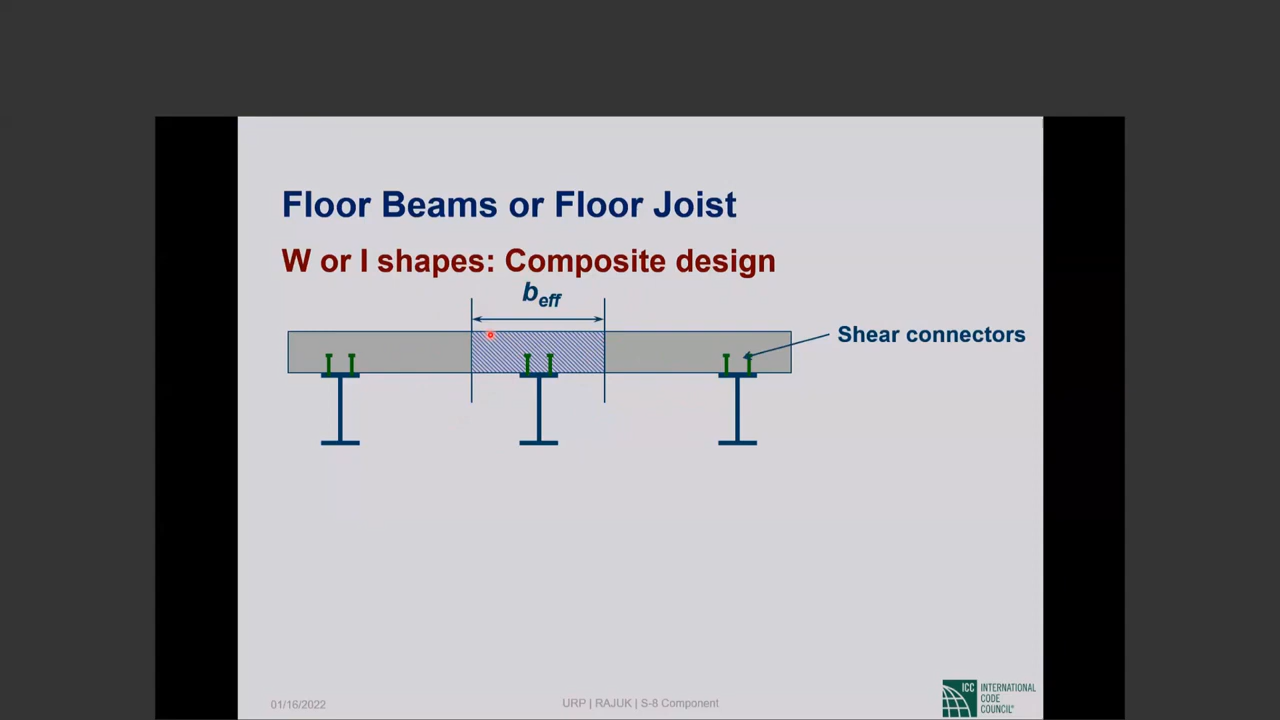 Floor Beams or Floor Joist
W or I shapes: Composite design
beff
Shear connectors
01/16/2022
URP | RAJUK | S-8 Component
ICC
INTERNATIONAL
CODE
COUNCIL®